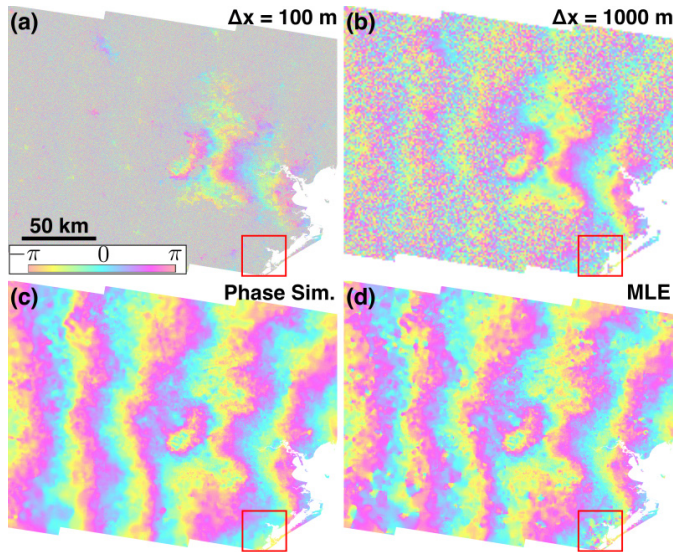 (a) Δx = 100 m
(b) Δx = 1000 m
50 km
−π 0 π
(c) Phase Sim.
(d) MLE